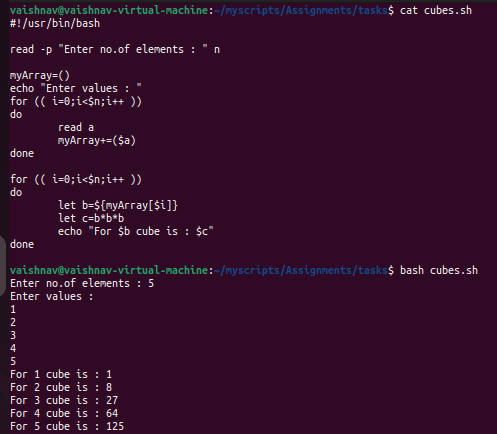 vaishnav@vaishnav-virtual-machine:~/myscripts/Assignments/tasks$ cat cubes.sh
#!/usr/bin/bash

read -p "Enter no.of elements : " n

myArray=()
echo "Enter values : "
for (( i=0;i<$n;i++ ))
do
        read a
        myArray+=($a)
done

for (( i=0;i<$n;i++ ))
do
        let b=${myArray[$i]}
        let c=b*b*b
        echo "For $b cube is : $c"
done

vaishnav@vaishnav-virtual-machine:~/myscripts/Assignments/tasks$ bash cubes.sh
Enter no.of elements : 5
Enter values :
1
2
3
4
5
For 1 cube is : 1
For 2 cube is : 8
For 3 cube is : 27
For 4 cube is : 64
For 5 cube is : 125